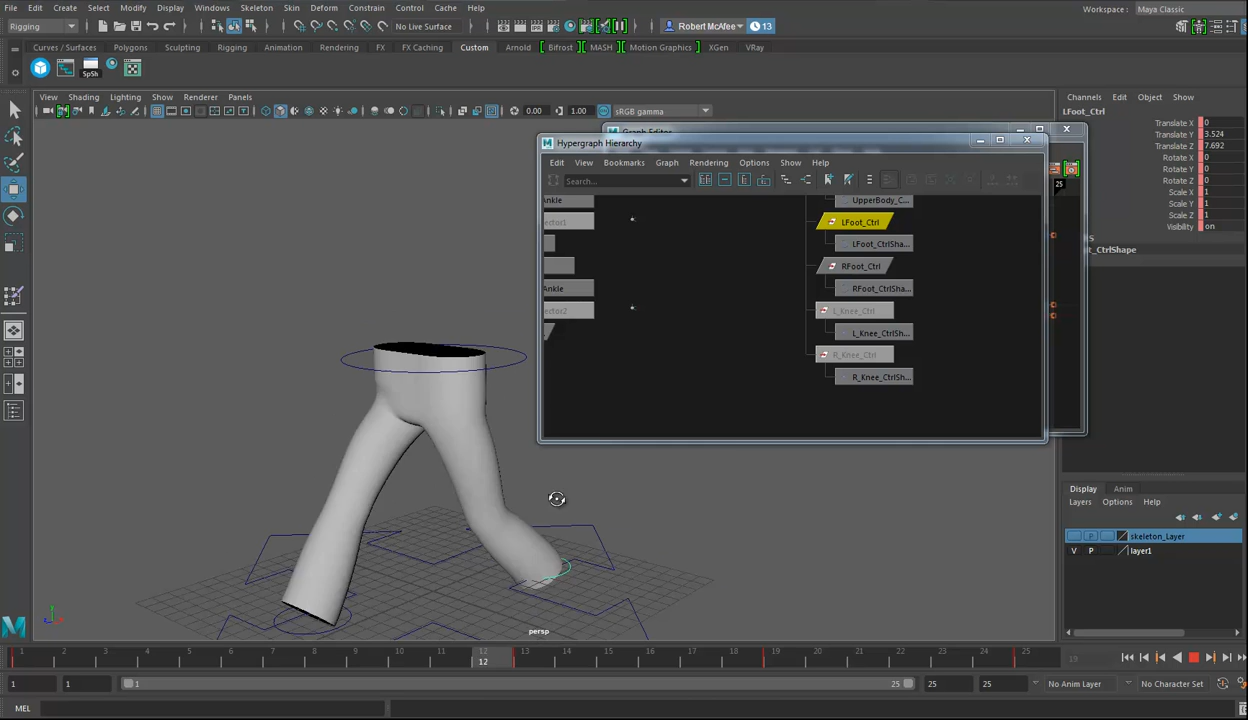 File Edit Create Select Modify Display Windows Skeleton Skin Deform Constrain Control Cache Help
Workspace: Maya Classic
Rigging No Live Surface Robert McAfee 13
Curves / Surfaces Polygons Sculpting Rigging Animation Rendering FX FX Caching Custom Arnold Bifrost MASH Motion Graphics XGen VRay
SpSh
View Shading Lighting Show Renderer Panels
0.00 1.00 sRGB gamma
Channels Edit Object Show
LFoot_Ctrl
Translate X 0
Translate Y 3.524
Translate Z 7.692
Rotate X 0
Rotate Y 0
Rotate Z 0
Scale X 1
Scale Y 1
Scale Z 1
Visibility on
Graph Editor
Hypergraph Hierarchy
Edit View Bookmarks Graph Rendering Options Show Help
Search...
25
UpperBody_C...
LFoot_Ctrl
LFoot_CtrlSha...
RFoot_Ctrl
RFoot_CtrlSha...
L_Knee_Ctrl
L_Knee_CtrlSh...
R_Knee_Ctrl
R_Knee_CtrlSh...
persp
Display Anim
Layers Options Help
P skeleton_Layer
V P layer1
1 2 3 4 5 6 7 8 9 10 11 12 13 14 15 16 17 18 19 20 21 22 23 24 25
12
1 1 1 25 25 25 No Anim Layer No Character Set
MEL